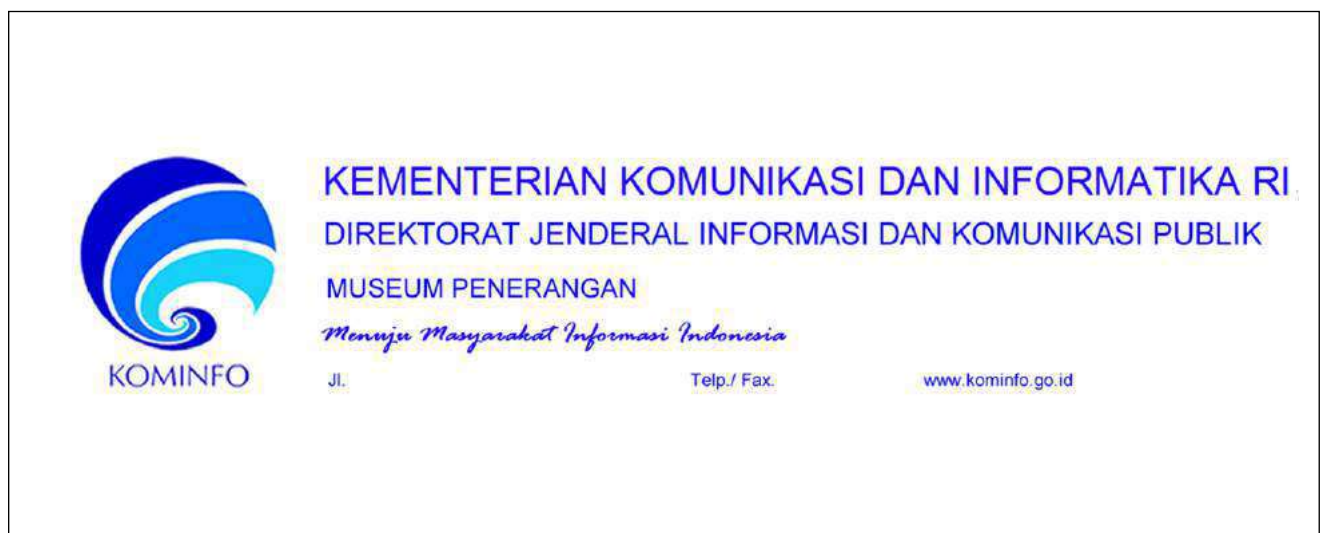 KEMENTERIAN KOMUNIKASI DAN INFORMATIKA RI
DIREKTORAT JENDERAL INFORMASI DAN KOMUNIKASI PUBLIK
MUSEUM PENERANGAN
Menuju Masyarakat Informasi Indonesia
KOMINFO
Jl. Telp./ Fax. www.kominfo.go.id